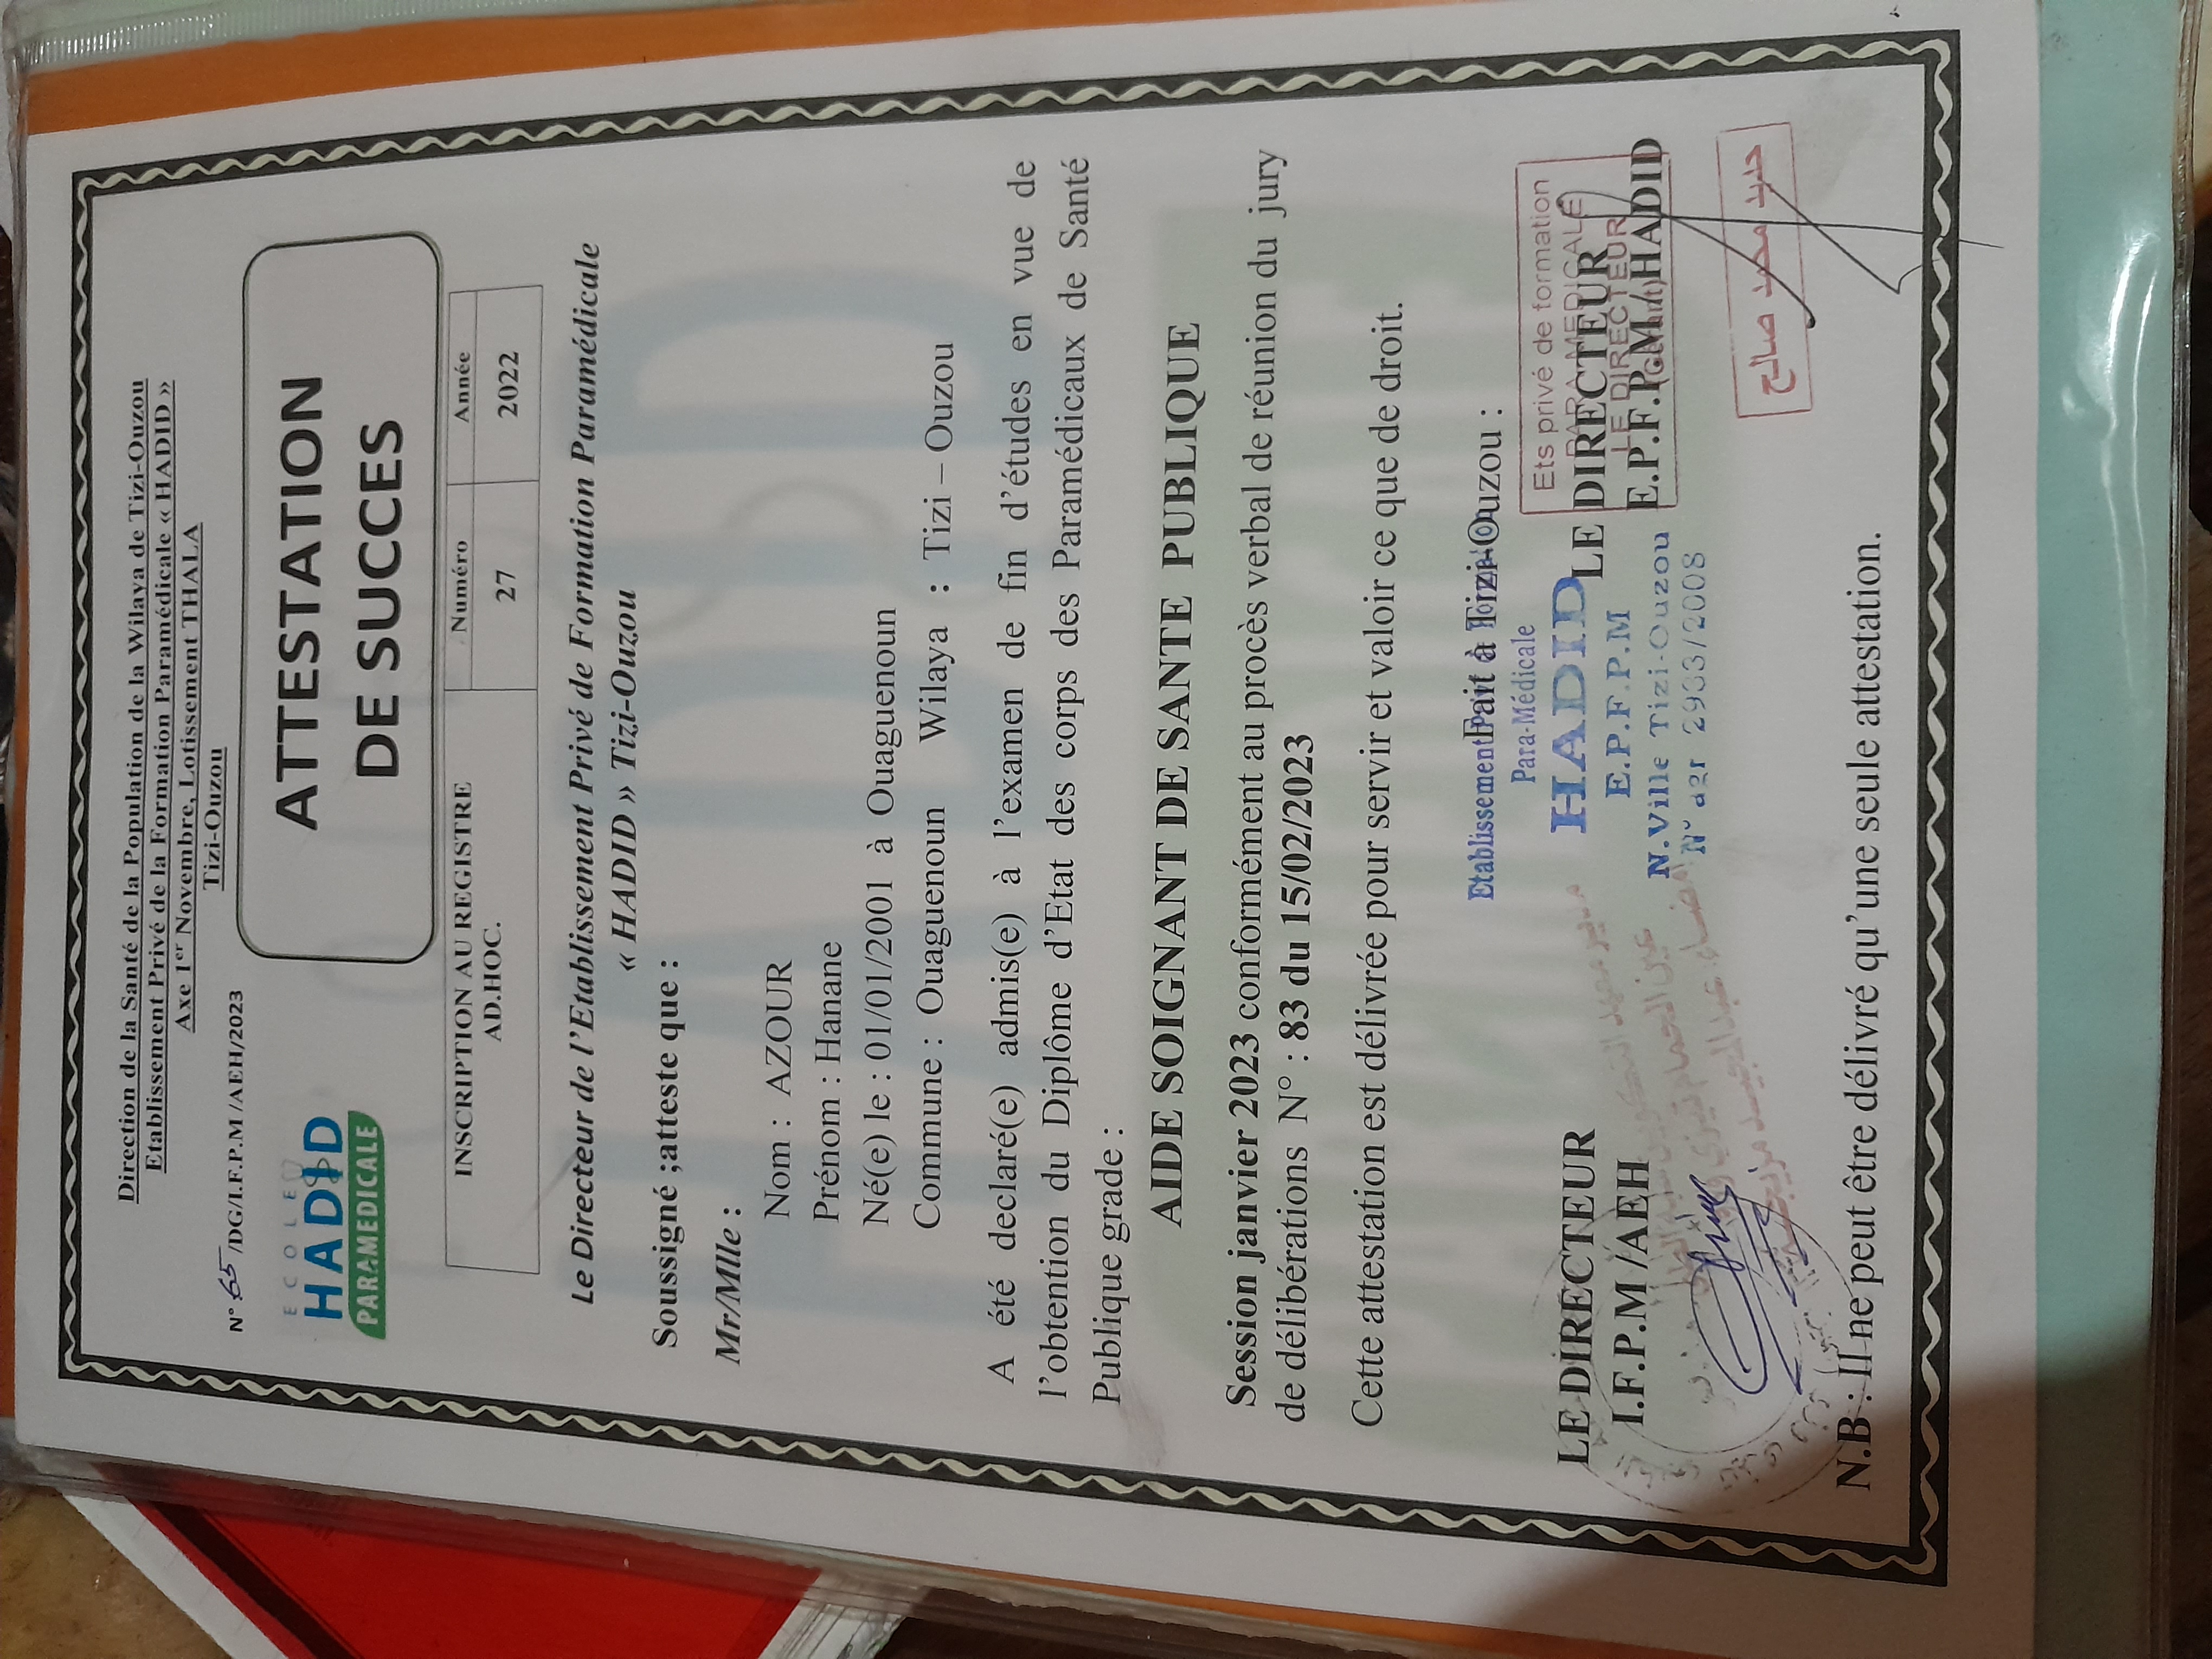 Direction de la Santé de la Population de la Wilaya de Tizi-Ouzou
Etablissement Privé de la Formation Paramédicale « HADID »
Axe 1er Novembre, Lotissement THALA
Tizi-Ouzou
N° 65 /DG/I.F.P.M /AEH/2023
ECOLE
HADID
PARAMEDICALE
ATTESTATION
DE SUCCES
INSCRIPTION AU REGISTRE
AD.HOC.
Numéro
Année
27
2022
Le Directeur de l'Etablissement Privé de Formation Paramédicale
« HADID » Tizi-Ouzou
Soussigné ;atteste que :
Mr/Mlle :
Nom : AZOUR
Prénom : Hanane
Né(e) le : 01/01/2001 à Ouaguenoun
Commune : Ouaguenoun Wilaya : Tizi – Ouzou
A été declaré(e) admis(e) à l'examen de fin d'études en vue de
l'obtention du Diplôme d'Etat des corps des Paramédicaux de Santé
Publique grade :
AIDE SOIGNANT DE SANTE PUBLIQUE
Session janvier 2023 conformément au procès verbal de réunion du jury
de délibérations N° : 83 du 15/02/2023
Cette attestation est délivrée pour servir et valoir ce que de droit.
Fait à Tizi-Ouzou :
Etablissement
Para-Médicale
HADID
E.P.F.P.M
N.Ville Tizi-Ouzou
Ets privé de formation
PARA MEDICALE
LE DIRECTEUR
LE DIRECTEUR
E.P.F.P.M /HADID
حديد محمد صالح
LE DIRECTEUR
I.F.P.M /AEH
N.B : Il ne peut être délivré qu'une seule attestation.